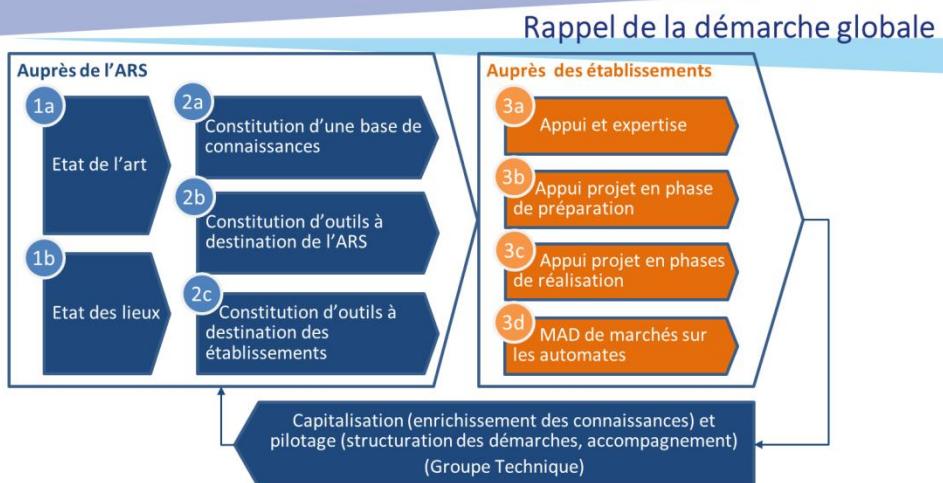 Rappel de la démarche globale
Auprès de l'ARS
1a
Etat de l'art
1b
Etat des lieux
2a
Constitution d'une base de
connaissances
2b
Constitution d'outils à
destination de l'ARS
2c
Constitution d'outils à
destination des
établissements
Auprès des établissements
3a
Appui et expertise
3b
Appui projet en phase
de préparation
3c
Appui projet en phases
de réalisation
3d
MAD de marchés sur
les automates
Capitalisation (enrichissement des connaissances) et
pilotage (structuration des démarches, accompagnement)
(Groupe Technique)